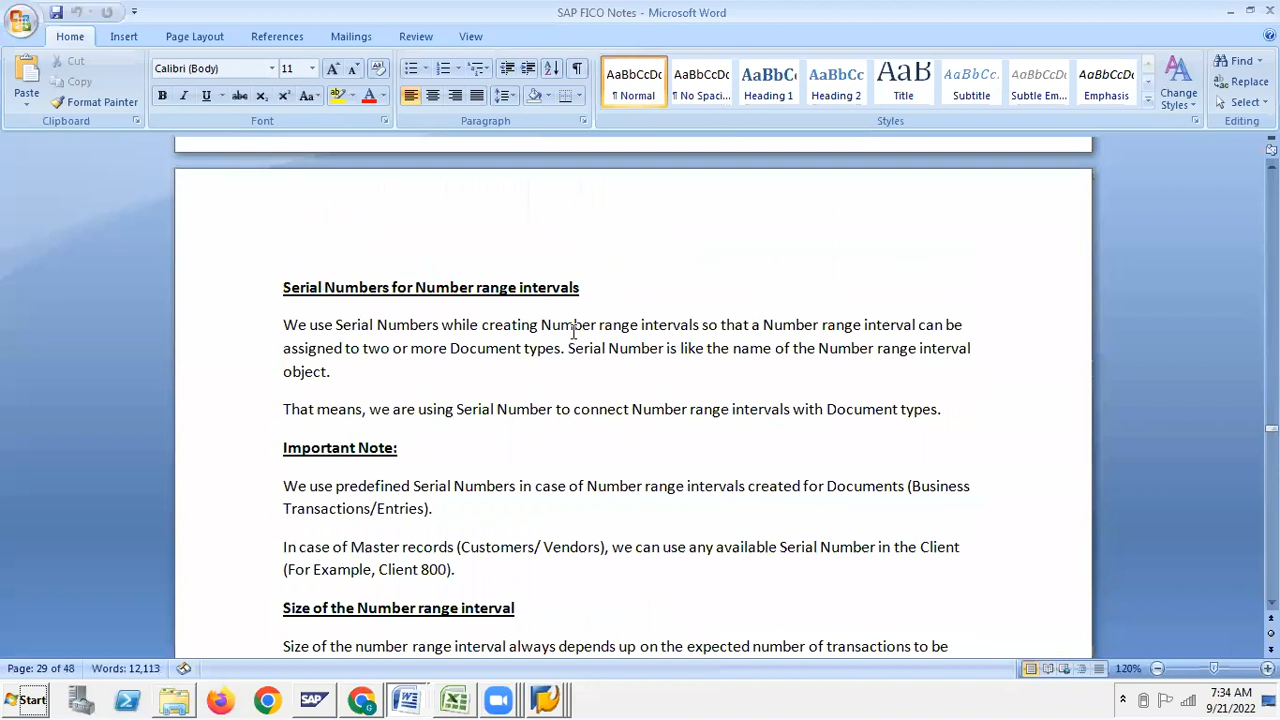 SAP FICO Notes - Microsoft Word
Home Insert Page Layout References Mailings Review View
Paste
Cut
Copy
Format Painter
Clipboard
Calibri (Body) 11
Font
Paragraph
AaBbCcDc AaBbCcDc AaBbC AaBbCc AaB AaBbCc. AaBbCcDc AaBbCcDc
¶ Normal ¶ No Spaci... Heading 1 Heading 2 Title Subtitle Subtle Em... Emphasis
Change Styles
Styles
Find
Replace
Select
Editing
Serial Numbers for Number range intervals
We use Serial Numbers while creating Number range intervals so that a Number range interval can be
assigned to two or more Document types. Serial Number is like the name of the Number range interval
object.
That means, we are using Serial Number to connect Number range intervals with Document types.
Important Note:
We use predefined Serial Numbers in case of Number range intervals created for Documents (Business
Transactions/Entries).
In case of Master records (Customers/ Vendors), we can use any available Serial Number in the Client
(For Example, Client 800).
Size of the Number range interval
Size of the number range interval always depends up on the expected number of transactions to be
Page: 29 of 48 Words: 12,113 120%
Start SAP 7:34 AM
9/21/2022